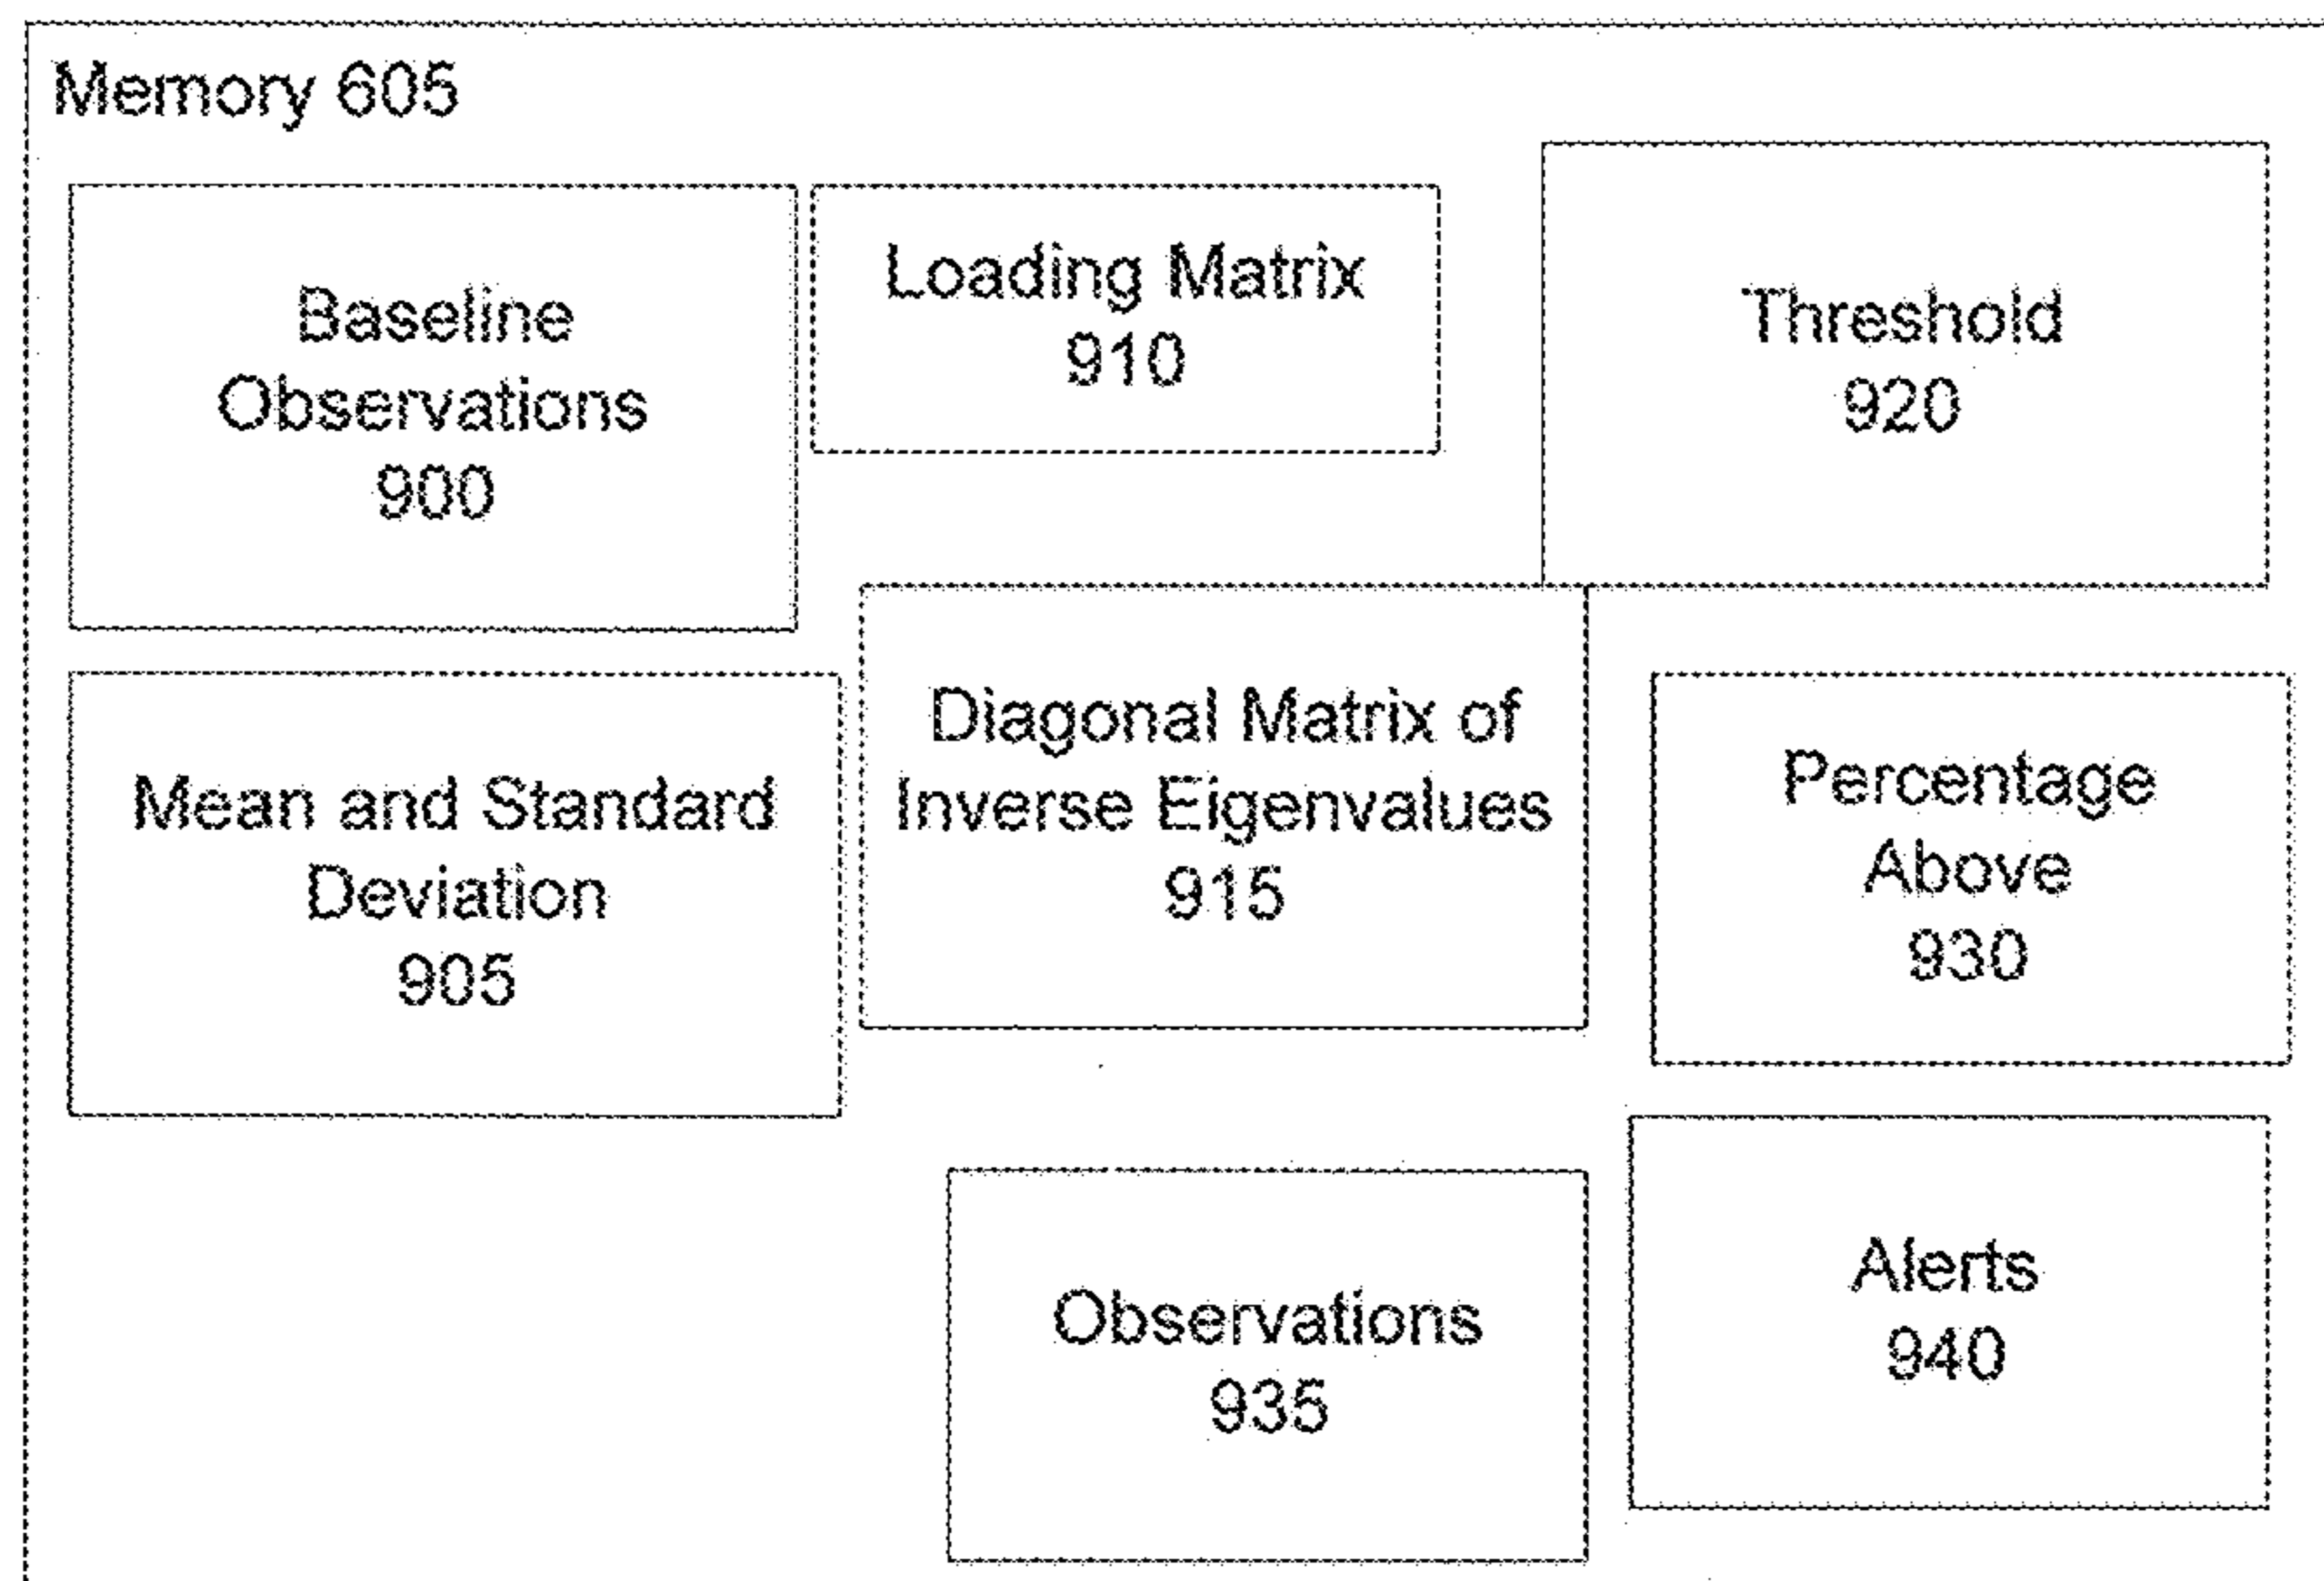 Memory 605
Baseline
Observations
900
Loading Matrix
910
Threshold
920
Mean and Standard
Deviation
905
Diagonal Matrix of
Inverse Eigenvalues
915
Percentage
Above
930
Observations
935
Alerts
940